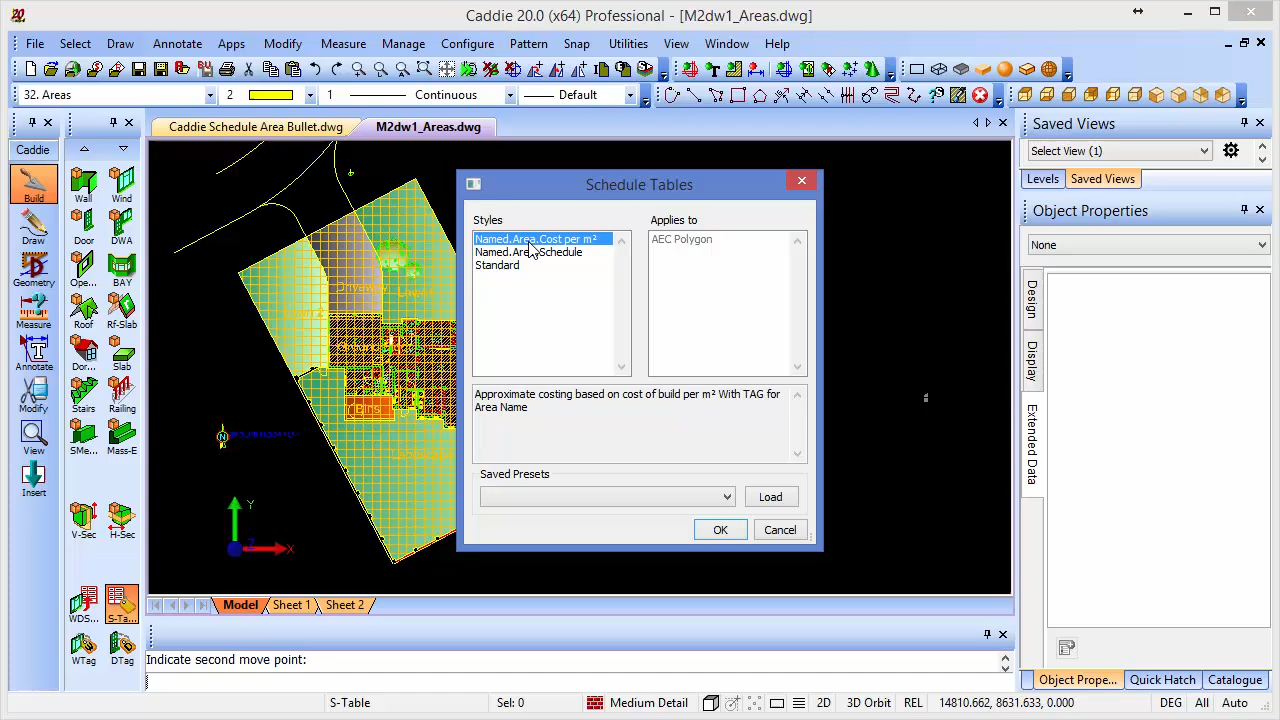 Caddie 20.0 (x64) Professional - [M2dw1_Areas.dwg]
File Select Draw Annotate Apps Modify Measure Manage Configure Pattern Snap Utilities View Window Help
32. Areas 2 1 Continuous Default
Caddie Schedule Area Bullet.dwg M2dw1_Areas.dwg
Caddie
Build
Draw
Geometry
Measure
Annotate
Modify
View
Insert
Wall Wind
Door DWA
Ope... BAY
Roof Rf-Slab
Dor... Slab
Stairs Railing
SMe... Mass-E
V-Sec H-Sec
WDS... S-Ta...
WTag DTag
Driveway
N
Y
Z
X
Schedule Tables
Styles
Named.Area.Cost per m²
Named.Area.Schedule
Standard
Applies to
AEC Polygon
Approximate costing based on cost of build per m² With TAG for
Area Name
Saved Presets
Load
OK Cancel
Model Sheet 1 Sheet 2
Indicate second move point:
Saved Views
Select View (1)
Levels Saved Views
Object Properties
None
Design
Display
Extended Data
Object Prope... Quick Hatch Catalogue
S-Table Sel: 0 Medium Detail 2D 3D Orbit REL 14810.662, 8631.633, 0.000 DEG All Auto